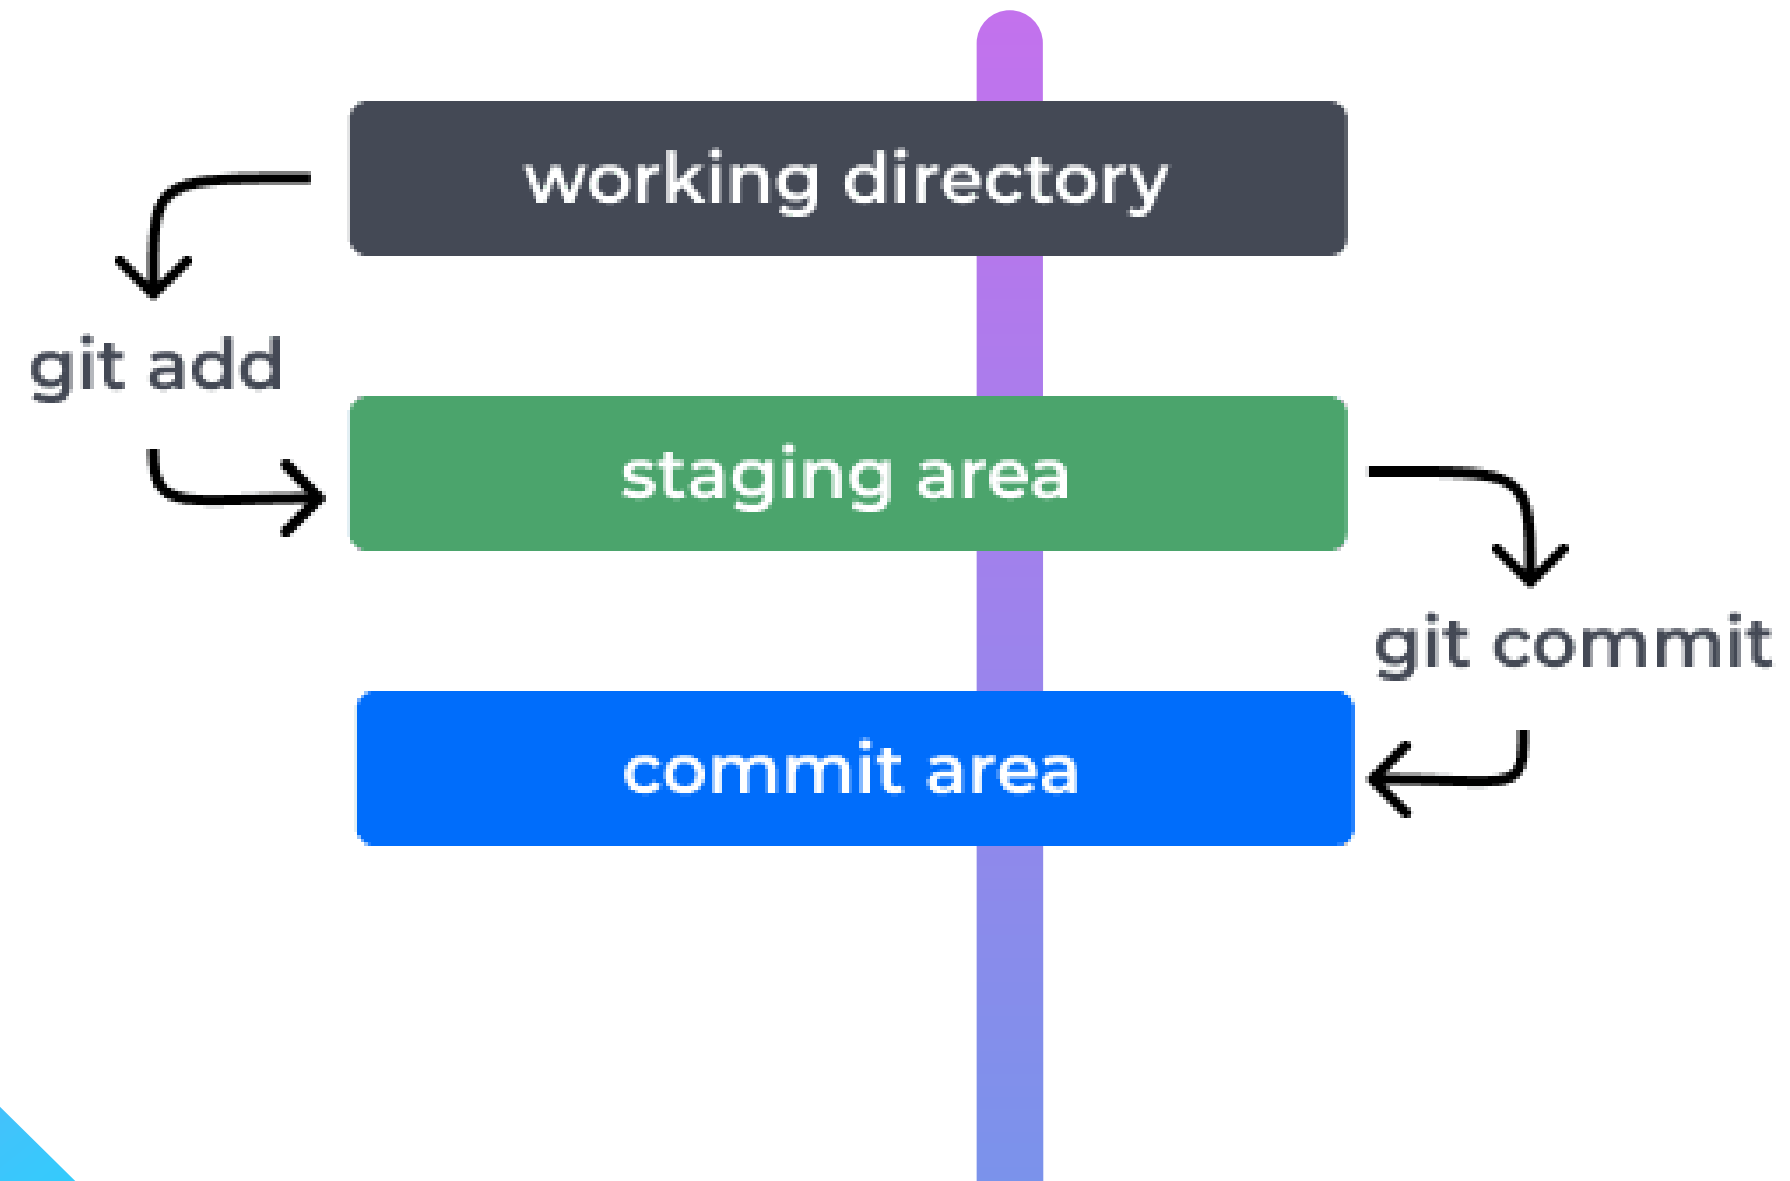 working directory
git add
staging area
git commit
commit area